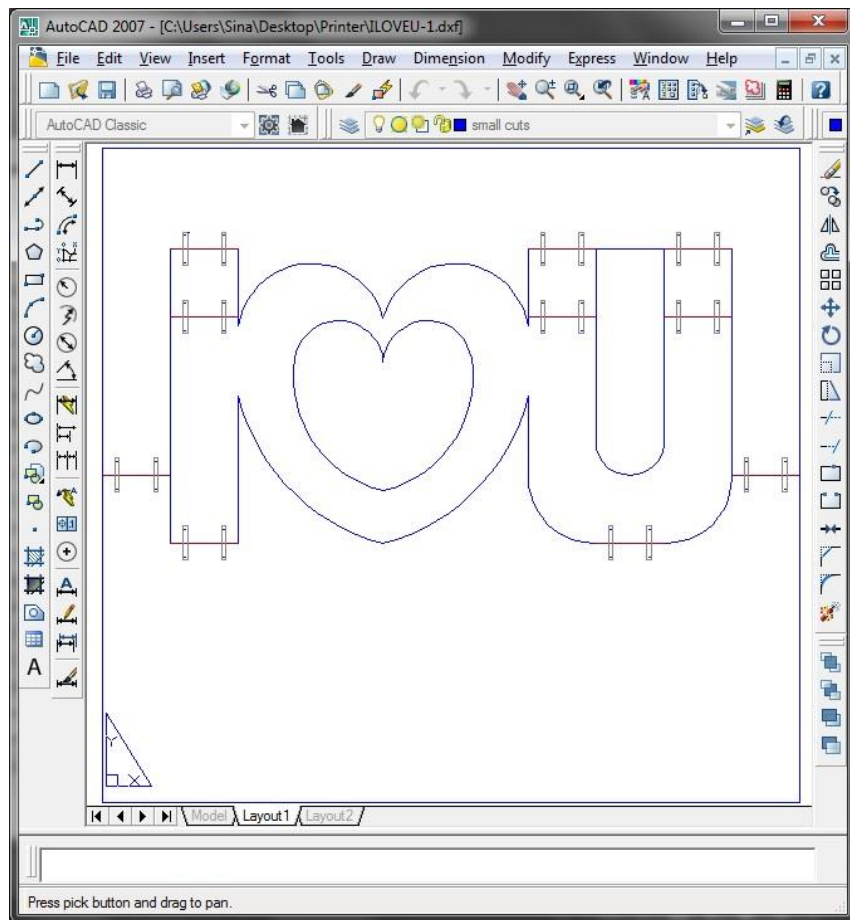 AutoCAD 2007 - [C:\Users\Sina\Desktop\Printer\ILOVEU-1.dxf]
File Edit View Insert Format Tools Draw Dimension Modify Express Window Help
AutoCAD Classic small cuts
I U
Y
X
Model Layout1 Layout2
Press pick button and drag to pan.